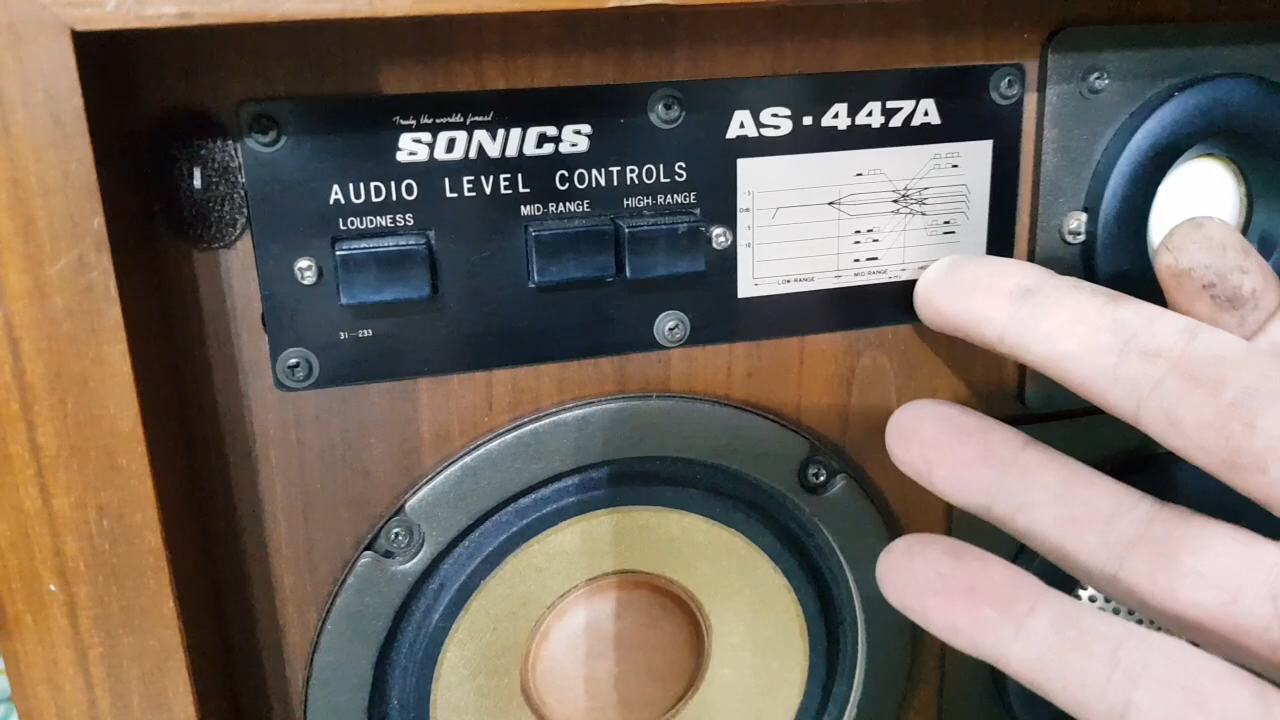 Truly the worlds finest
SONICS
AS·447A
AUDIO LEVEL CONTROLS
LOUDNESS
MID-RANGE
HIGH-RANGE
31-233
LOW-RANGE
MID-RANGE
Hz